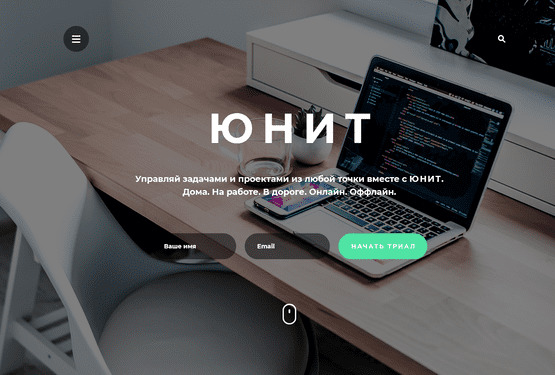 ЮНИТ
Управляй задачами и проектами из любой точки вместе с ЮНИТ.
Дома. На работе. В дороге. Онлайн. Оффлайн.
Ваше имя
Email
НАЧАТЬ ТРИАЛ